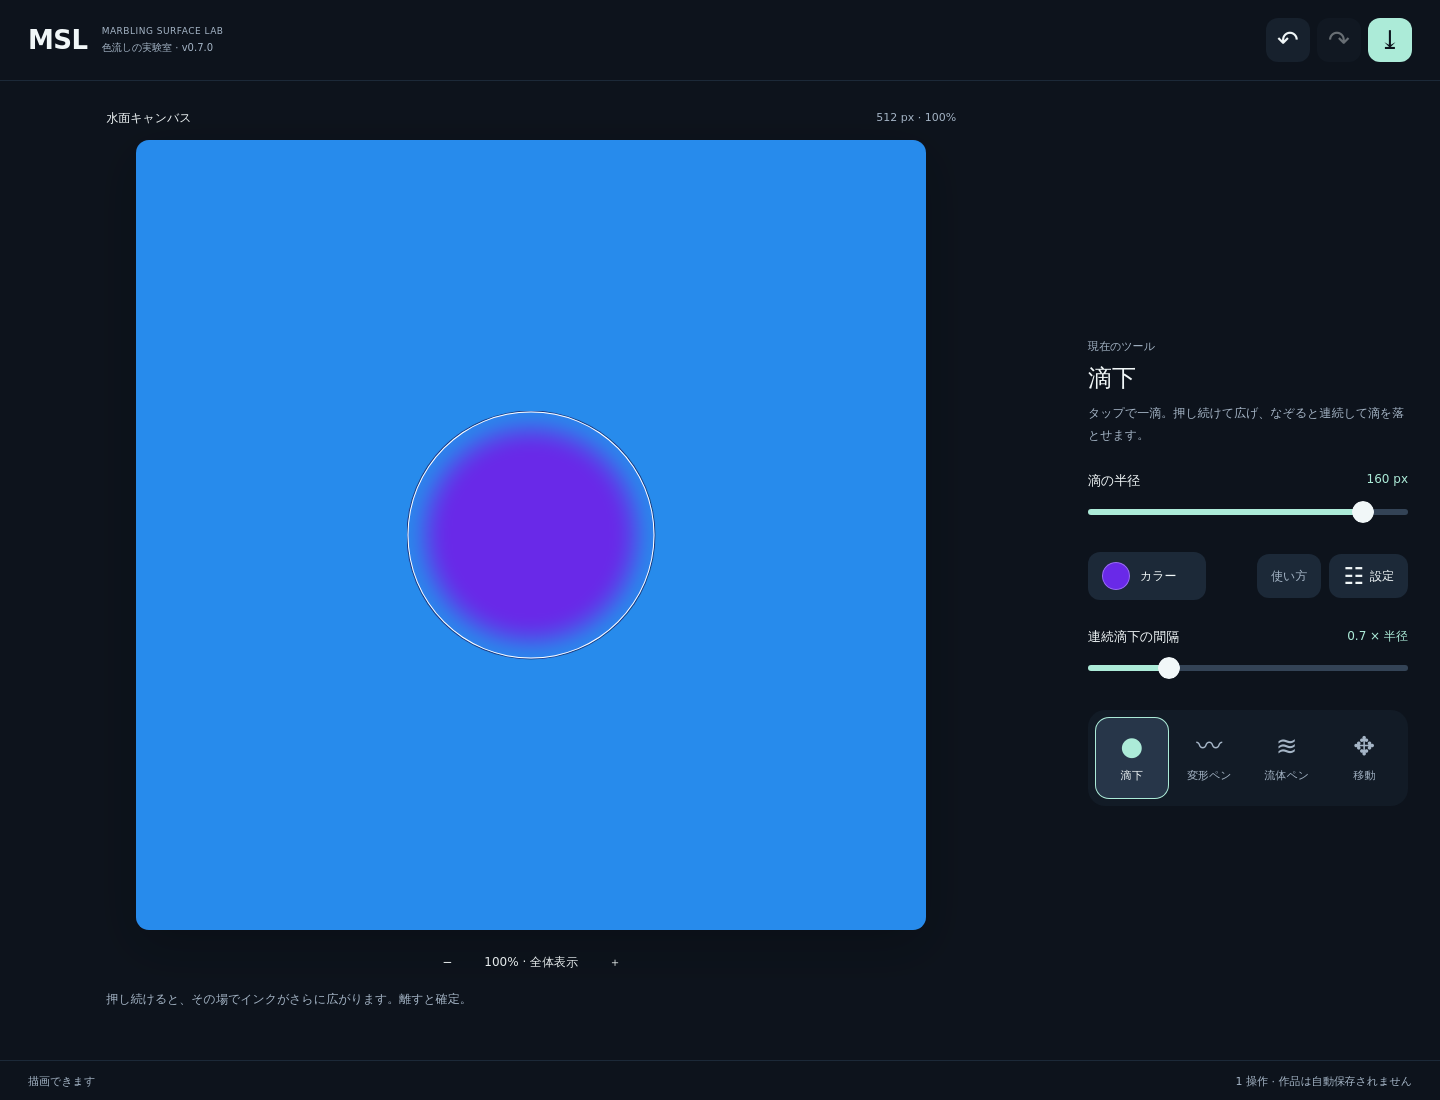 MSL
MARBLING SURFACE LAB
色流しの実験室 · v0.7.0
水面キャンバス
512 px · 100%
− 100% · 全体表示 +
押し続けると、その場でインクがさらに広がります。離すと確定。
現在のツール
滴下
タップで一滴。押し続けて広げ、なぞると連続して滴を落
とせます。
滴の半径
160 px
カラー
使い方
設定
連続滴下の間隔
0.7 × 半径
滴下
変形ペン
流体ペン
移動
描画できます
1 操作 · 作品は自動保存されません